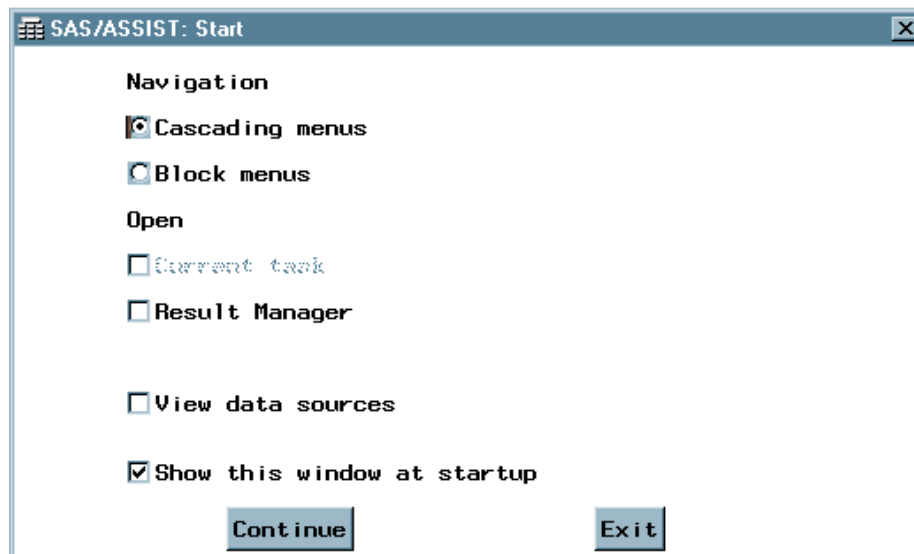 SAS/ASSIST: Start
Navigation
Cascading menus
Block menus
Open
Current task
Result Manager
View data sources
Show this window at startup
Continue Exit